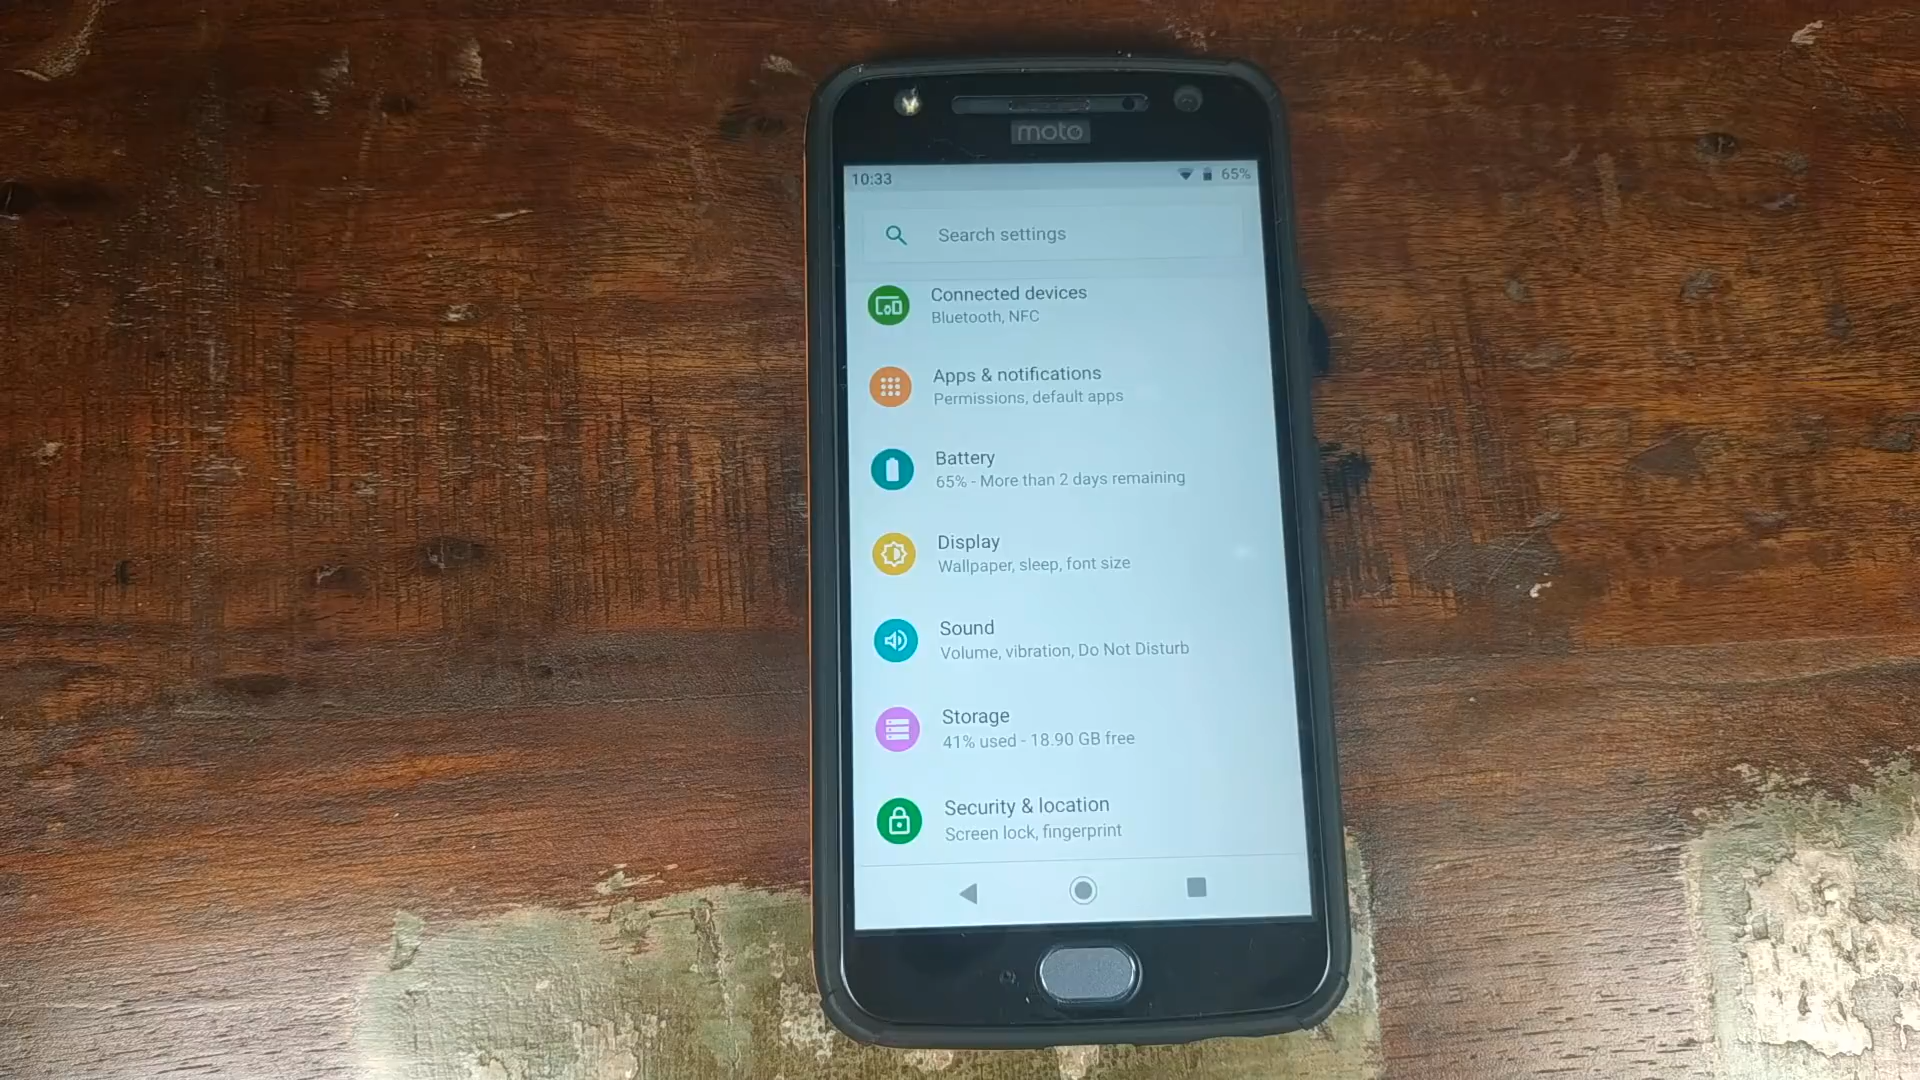 moto
10:33 65%
Search settings
Connected devices
Bluetooth, NFC
Apps & notifications
Permissions, default apps
Battery
65% - More than 2 days remaining
Display
Wallpaper, sleep, font size
Sound
Volume, vibration, Do Not Disturb
Storage
41% used - 18.90 GB free
Security & location
Screen lock, fingerprint